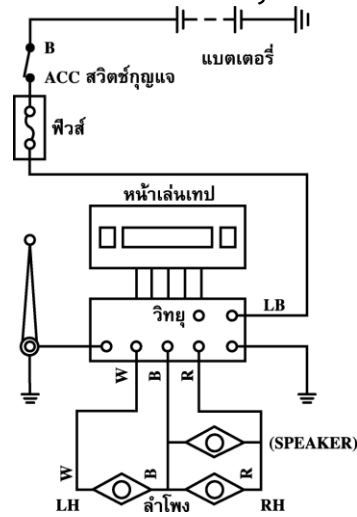 แบตเตอรี่
B
ACC สวิตช์กุญแจ
ฟิวส์
หน้าเล่นเทป
วิทยุ
LB
W
B
R
(SPEAKER)
W
B
R
LH
ลำโพง
RH